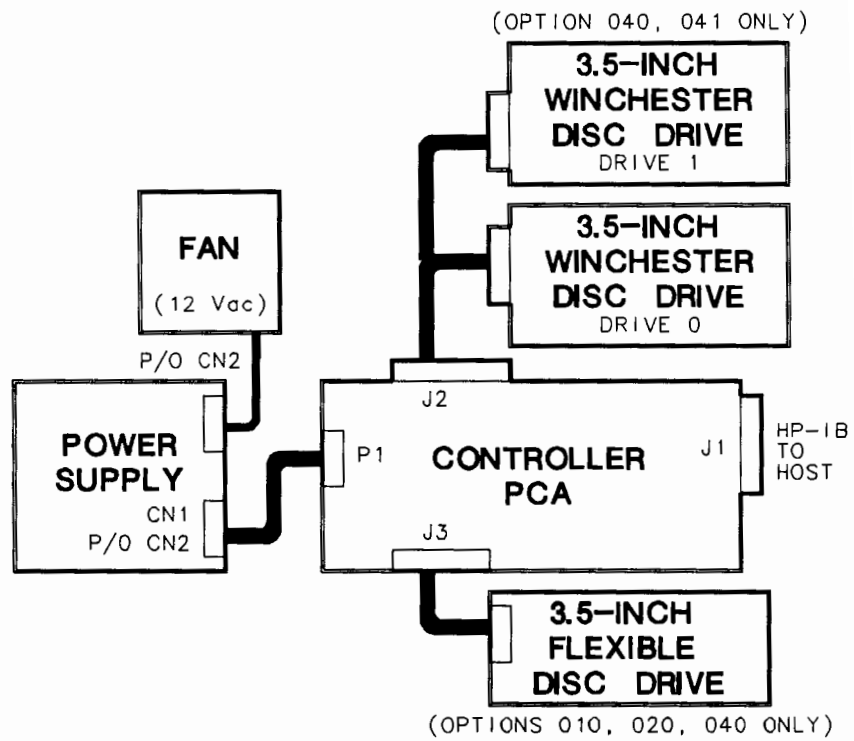 (OPTION 040, 041 ONLY)
3.5-INCH
WINCHESTER
DISC DRIVE
DRIVE 1
3.5-INCH
WINCHESTER
DISC DRIVE
DRIVE 0
FAN
(12 Vac)
P/O CN2
POWER
SUPPLY
CN1
P/O CN2
J2
P1
CONTROLLER
PCA
J1
HP-IB
TO
HOST
J3
3.5-INCH
FLEXIBLE
DISC DRIVE
(OPTIONS 010, 020, 040 ONLY)